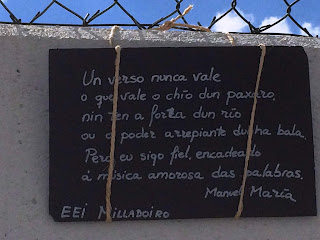 Un verso nunca vale
o que vale o chío dun paxaro,
nin ten a forza dun río
ou o poder arrepiante dunha bala.
Pero eu sigo fiel, encadeado
á música amorosa das palabras.
Manuel María
EEI Milladoiro